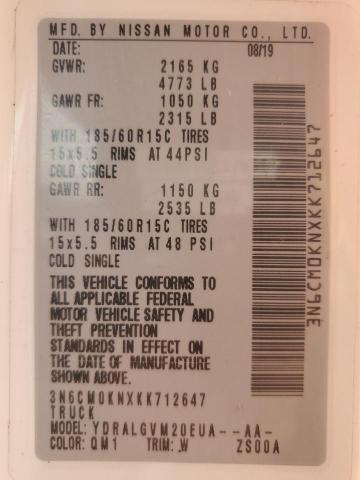 MFD. BY NISSAN MOTOR CO., LTD.
DATE: 08/19
GVWR: 2165 KG
4773 LB
GAWR FR: 1050 KG
2315 LB
WITH 185/60R15C TIRES
15x5.5 RIMS AT 44PSI
COLD SINGLE
GAWR RR: 1150 KG
2535 LB
WITH 185/60R15C TIRES
15x5.5 RIMS AT 48 PSI
COLD SINGLE
THIS VEHICLE CONFORMS TO
ALL APPLICABLE FEDERAL
MOTOR VEHICLE SAFETY AND
THEFT PREVENTION
STANDARDS IN EFFECT ON
THE DATE OF MANUFACTURE
SHOWN ABOVE.
3N6CM0KNXKK712647
TRUCK
MODEL: YDRALGVM20EUA--AA-
COLOR: QM1 TRIM: W ZS00A
3N6CM0KNXKK712647